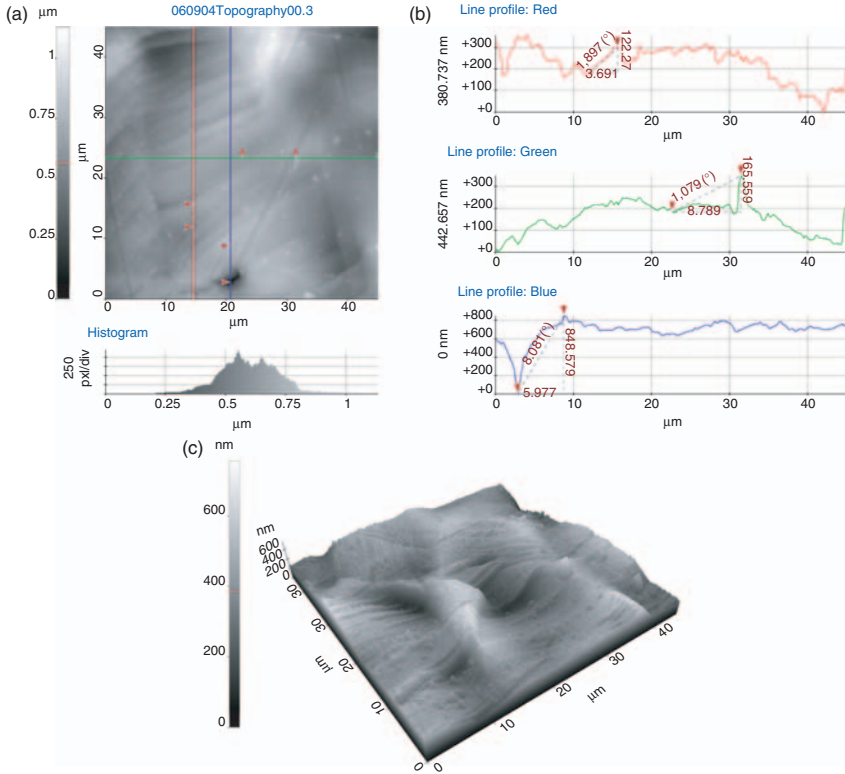 (a)
μm
060904Topography00.3
1
0.75
0.5
0.25
0
μm
40
30
20
10
0
0 10 20 30 40
μm
Histogram
250
pxl/div
0 0.25 0.5 0.75 1
μm
(b)
Line profile: Red
380.737 nm
+300
+200
+100
+0
1,897 (°)
3.691
122.27
0 10 20 30 40
μm
Line profile: Green
442.657 nm
+300
+200
+100
+0
1,079 (°)
8.789
165.559
0 10 20 30 40
μm
Line profile: Blue
0 nm
+800
+600
+400
+200
+0
8.081(°)
5.977
848.579
0 10 20 30 40
μm
(c)
nm
600
400
200
0
nm
600
400
200
0
30
30
20
10
0
μm
0
10
20
30
40
μm